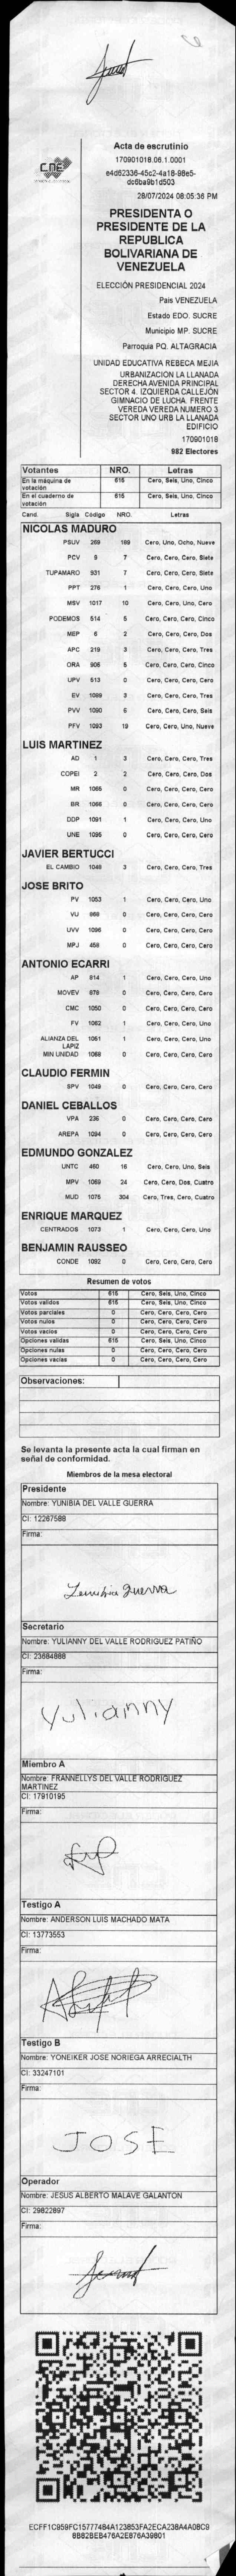 CNE
Acta de escrutinio
170901018.06.1.0001
e4d62336-45c2-4a18-98e5-
dc6ba9b1d503
28/07/2024 08:05:36 PM
PRESIDENTA O
PRESIDENTE DE LA
REPUBLICA
BOLIVARIANA DE
VENEZUELA
ELECCIÓN PRESIDENCIAL 2024
País VENEZUELA
Estado EDO. SUCRE
Municipio MP. SUCRE
Parroquia PQ. ALTAGRACIA
UNIDAD EDUCATIVA REBECA MEJIA
URBANIZACIÓN LA LLANADA
DERECHA AVENIDA PRINCIPAL
SECTOR 4. IZQUIERDA CALLEJÓN
GIMNACIO DE LUCHA. FRENTE
VEREDA VEREDA NUMERO 3
SECTOR UNO URB LA LLANADA
EDIFICIO
170901018
982 Electores
Votantes NRO. Letras
En la máquina de votación 615 Cero, Seis, Uno, Cinco
En el cuaderno de votación 615 Cero, Seis, Uno, Cinco
Cand. Sigla Código NRO. Letras
NICOLAS MADURO
PSUV 269 189 Cero, Uno, Ocho, Nueve
PCV 9 7 Cero, Cero, Cero, Siete
TUPAMARO 931 7 Cero, Cero, Cero, Siete
PPT 276 1 Cero, Cero, Cero, Uno
MSV 1017 10 Cero, Cero, Uno, Cero
PODEMOS 514 5 Cero, Cero, Cero, Cinco
MEP 6 2 Cero, Cero, Cero, Dos
APC 219 3 Cero, Cero, Cero, Tres
ORA 906 5 Cero, Cero, Cero, Cinco
UPV 513 0 Cero, Cero, Cero, Cero
EV 1099 3 Cero, Cero, Cero, Tres
PVV 1090 6 Cero, Cero, Cero, Seis
PFV 1093 19 Cero, Cero, Uno, Nueve
LUIS MARTINEZ
AD 1 3 Cero, Cero, Cero, Tres
COPEI 2 2 Cero, Cero, Cero, Dos
MR 1065 0 Cero, Cero, Cero, Cero
BR 1066 0 Cero, Cero, Cero, Cero
DDP 1091 1 Cero, Cero, Cero, Uno
UNE 1095 0 Cero, Cero, Cero, Cero
JAVIER BERTUCCI
EL CAMBIO 1048 3 Cero, Cero, Cero, Tres
JOSE BRITO
PV 1053 1 Cero, Cero, Cero, Uno
VU 868 0 Cero, Cero, Cero, Cero
UVV 1096 0 Cero, Cero, Cero, Cero
MPJ 458 0 Cero, Cero, Cero, Cero
ANTONIO ECARRI
AP 814 1 Cero, Cero, Cero, Uno
MOVEV 878 0 Cero, Cero, Cero, Cero
CMC 1050 0 Cero, Cero, Cero, Cero
FV 1062 1 Cero, Cero, Cero, Uno
ALIANZA DEL LAPIZ 1051 1 Cero, Cero, Cero, Uno
MIN UNIDAD 1068 0 Cero, Cero, Cero, Cero
CLAUDIO FERMIN
SPV 1049 0 Cero, Cero, Cero, Cero
DANIEL CEBALLOS
VPA 236 0 Cero, Cero, Cero, Cero
AREPA 1094 0 Cero, Cero, Cero, Cero
EDMUNDO GONZALEZ
UNTC 460 16 Cero, Cero, Uno, Seis
MPV 1069 24 Cero, Cero, Dos, Cuatro
MUD 1075 304 Cero, Tres, Cero, Cuatro
ENRIQUE MARQUEZ
CENTRADOS 1073 1 Cero, Cero, Cero, Uno
BENJAMIN RAUSSEO
CONDE 1092 0 Cero, Cero, Cero, Cero
Resumen de votos
Votos 615 Cero, Seis, Uno, Cinco
Votos validos 615 Cero, Seis, Uno, Cinco
Votos parciales 0 Cero, Cero, Cero, Cero
Votos nulos 0 Cero, Cero, Cero, Cero
Votos vacios 0 Cero, Cero, Cero, Cero
Opciones validas 615 Cero, Seis, Uno, Cinco
Opciones nulas 0 Cero, Cero, Cero, Cero
Opciones vacias 0 Cero, Cero, Cero, Cero
Observaciones:
Se levanta la presente acta la cual firman en
señal de conformidad.
Miembros de la mesa electoral
Presidente
Nombre: YUNIBIA DEL VALLE GUERRA
CI: 12267588
Firma:
Yunibia Guerra
Secretario
Nombre: YULIANNY DEL VALLE RODRIGUEZ PATIÑO
CI: 23684888
Firma:
Yulianny
Miembro A
Nombre: FRANNELLYS DEL VALLE RODRIGUEZ
MARTINEZ
CI: 17910195
Firma:
Testigo A
Nombre: ANDERSON LUIS MACHADO MATA
CI: 13773553
Firma:
Testigo B
Nombre: YONEIKER JOSE NORIEGA ARRECIALTH
CI: 33247101
Firma:
JOSE
Operador
Nombre: JESUS ALBERTO MALAVE GALANTON
CI: 29822897
Firma:
ECFF1C959FC15777484A123853FA2ECA238A4A08C9
8B82BEB476A2E876A39801